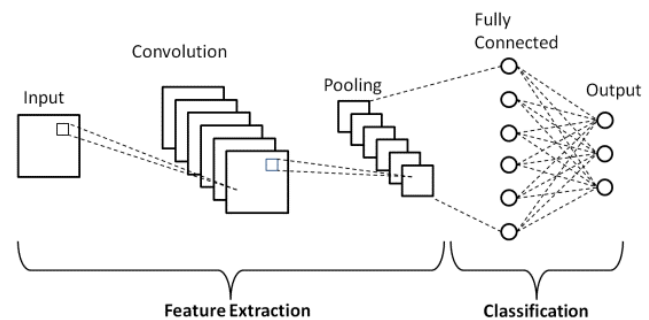 Input
Convolution
Pooling
Fully
Connected
Output
Feature Extraction
Classification